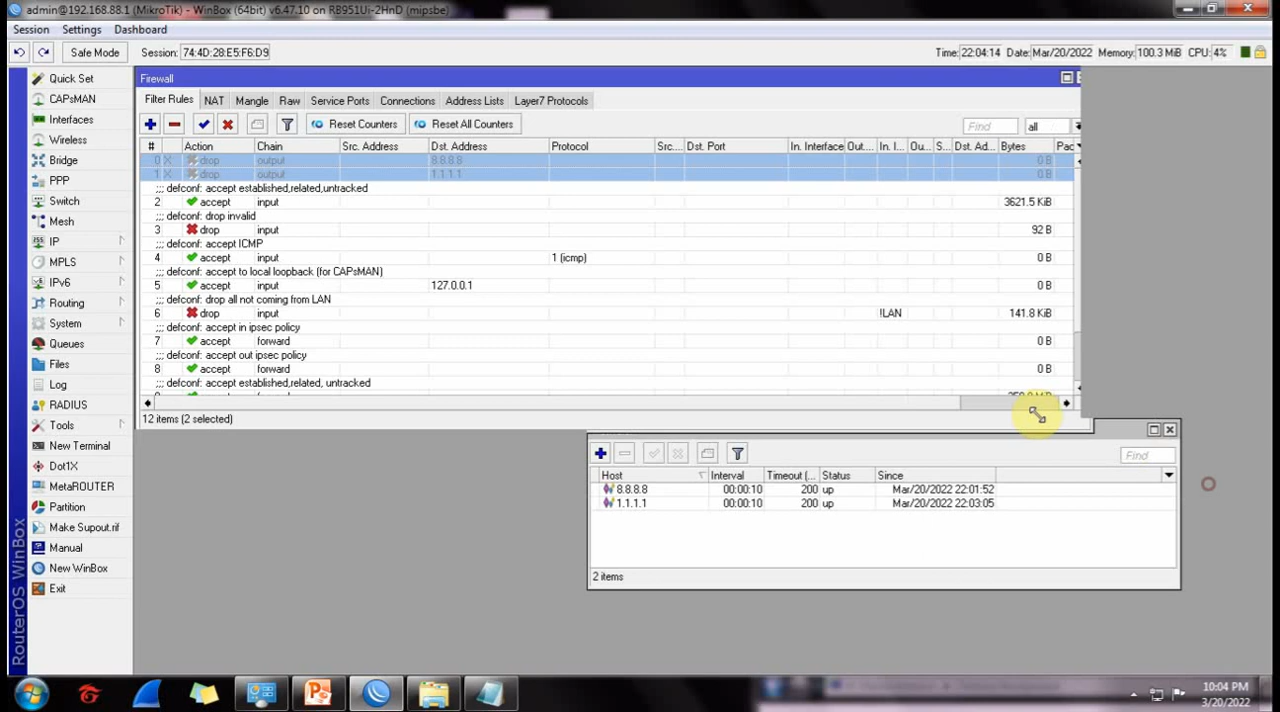 admin@192.168.88.1 (MikroTik) - WinBox (64bit) v6.47.10 on RB951Ui-2HnD (mipsbe)
Session Settings Dashboard
Safe Mode Session: 74:4D:28:E5:F6:D9 Time: 22:04:14 Date: Mar/20/2022 Memory: 100.3 MiB CPU: 4%
Quick Set
CAPsMAN
Interfaces
Wireless
Bridge
PPP
Switch
Mesh
IP
MPLS
IPv6
Routing
System
Queues
Files
Log
RADIUS
Tools
New Terminal
Dot1X
MetaROUTER
Partition
Make Supout.rif
Manual
New WinBox
Exit
RouterOS WinBox
Firewall
Filter Rules NAT Mangle Raw Service Ports Connections Address Lists Layer7 Protocols
Reset Counters Reset All Counters Find all
# Action Chain Src. Address Dst. Address Protocol Src.... Dst. Port In. Interface Out.... In. I... Ou... S... Dst. Ad... Bytes Pac
0 X drop output 8.8.8.8 0 B
1 X drop output 1.1.1.1 0 B
;;; defconf: accept established,related,untracked
2 accept input 3621.5 KiB
;;; defconf: drop invalid
3 drop input 92 B
;;; defconf: accept ICMP
4 accept input 1 (icmp) 0 B
;;; defconf: accept to local loopback (for CAPsMAN)
5 accept input 127.0.0.1 0 B
;;; defconf: drop all not coming from LAN
6 drop input !LAN 141.8 KiB
;;; defconf: accept in ipsec policy
7 accept forward 0 B
;;; defconf: accept out ipsec policy
8 accept forward 0 B
;;; defconf: accept established,related, untracked
12 items (2 selected)
Find
Host Interval Timeout (... Status Since
8.8.8.8 00:00:10 200 up Mar/20/2022 22:01:52
1.1.1.1 00:00:10 200 up Mar/20/2022 22:03:05
2 items
10:04 PM
3/20/2022